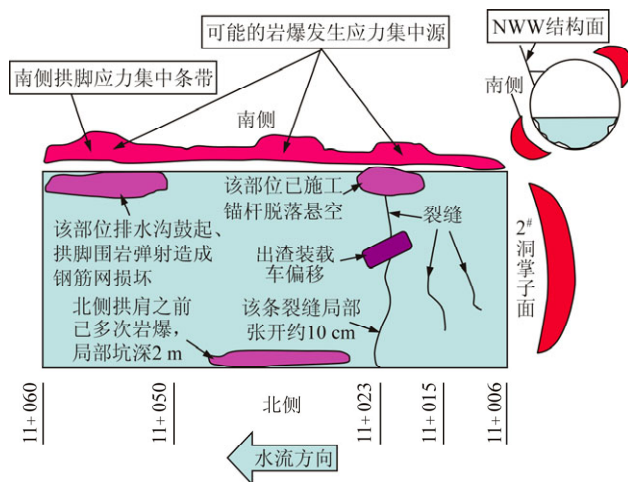 可能的岩爆发生应力集中源
NWW结构面
南侧拱脚应力集中条带
南侧
南侧
该部位排水沟鼓起、
拱脚围岩弹射造成
钢筋网损坏
该部位已施工
锚杆脱落悬空
裂缝
出渣装载
车偏移
2#洞掌子面
北侧拱肩之前
已多次岩爆，
局部坑深2 m
该条裂缝局部
张开约10 cm
11+060
11+050
北侧
11+023
11+015
11+006
水流方向